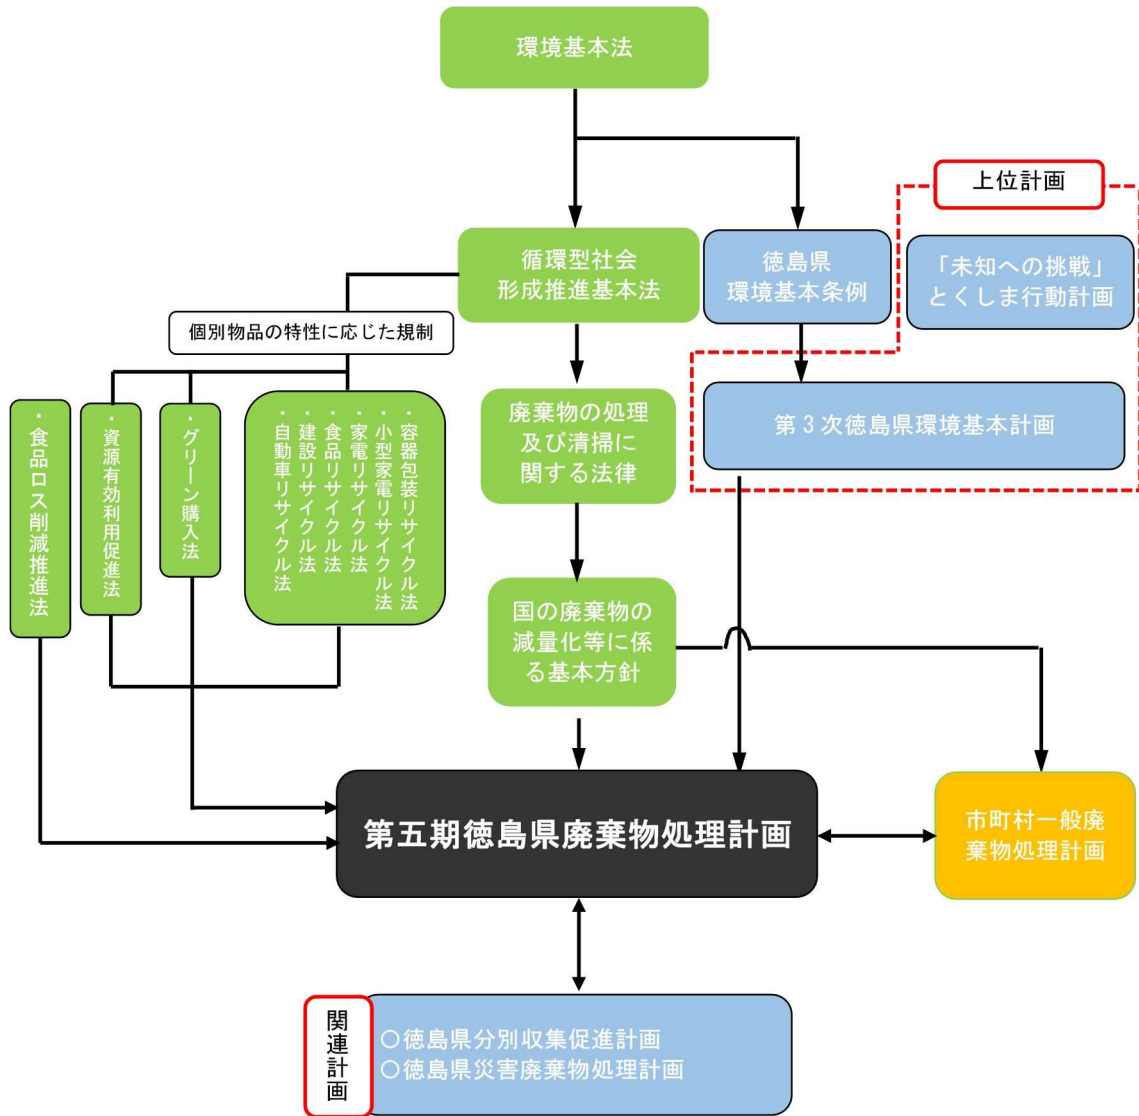 環境基本法
上位計画
循環型社会
形成推進基本法
徳島県
環境基本条例
「未知への挑戦」
とくしま行動計画
個別物品の特性に応じた規制
・食品ロス削減推進法
・資源有効利用促進法
・グリーン購入法
・容器包装リサイクル法
・小型家電リサイクル法
・家電リサイクル法
・食品リサイクル法
・建設リサイクル法
・自動車リサイクル法
廃棄物の処理
及び清掃に
関する法律
第3次徳島県環境基本計画
国の廃棄物の
減量化等に係
る基本方針
第五期徳島県廃棄物処理計画
市町村一般廃
棄物処理計画
関連計画
○徳島県分別収集促進計画
○徳島県災害廃棄物処理計画